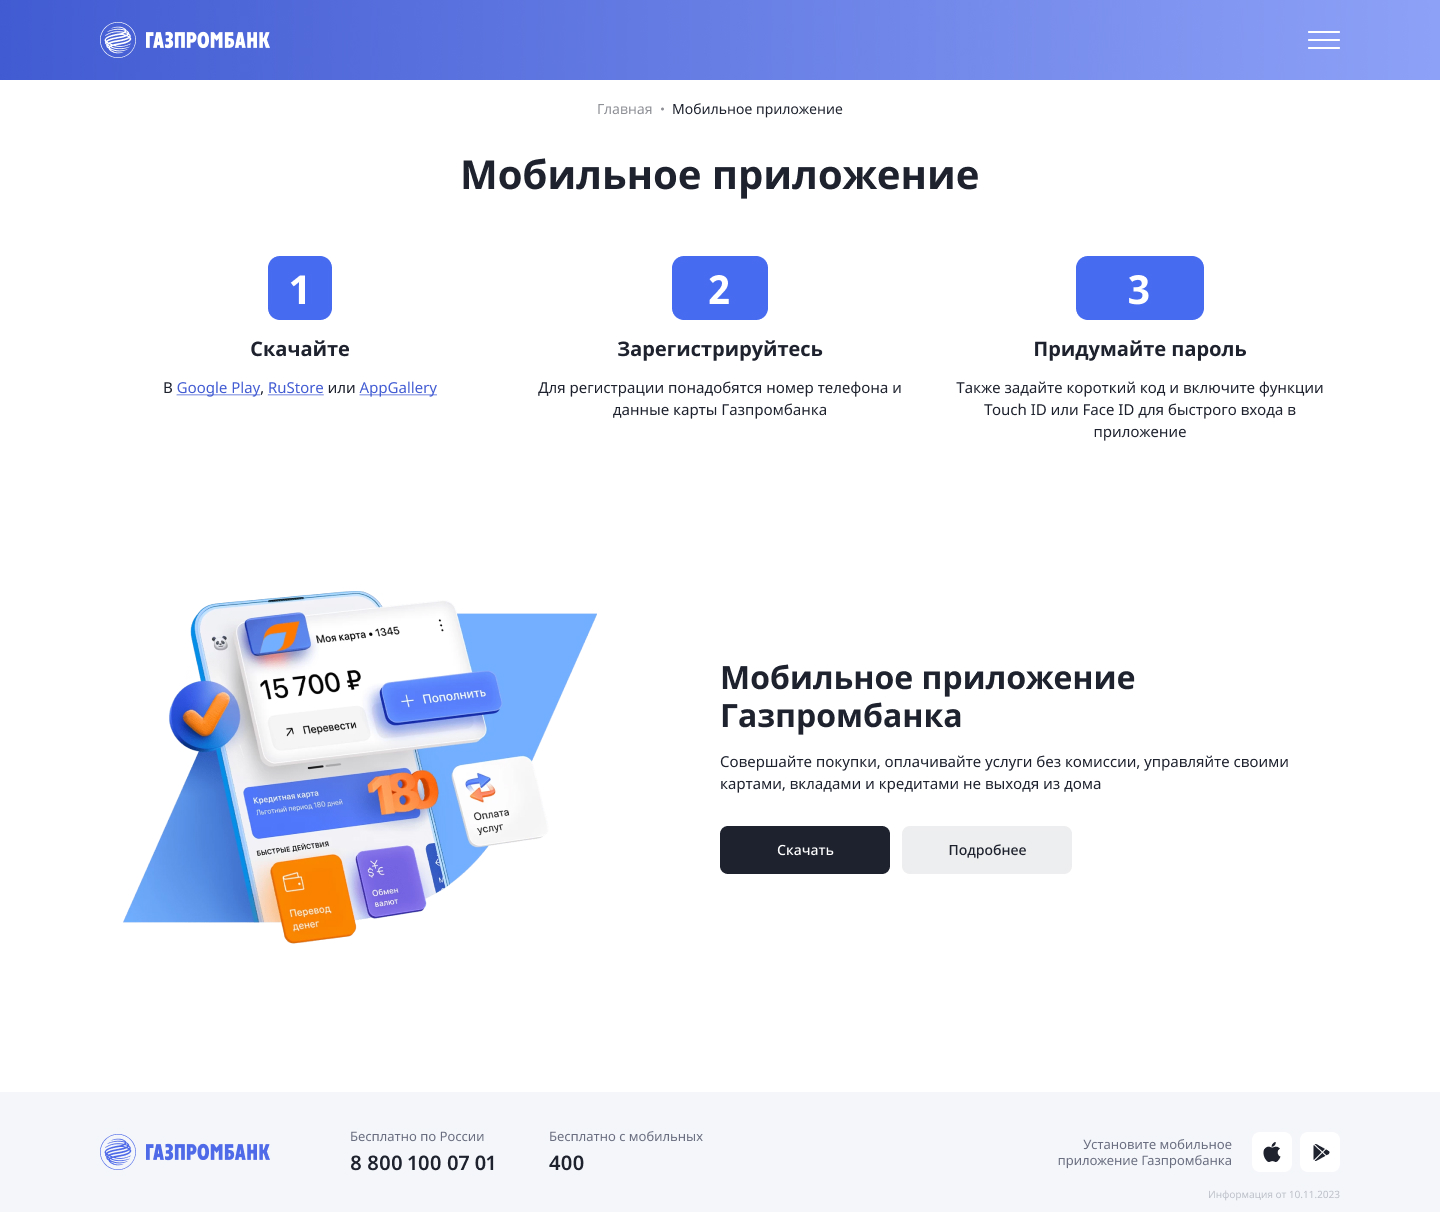 ГАЗПРОМБАНК
Главная • Мобильное приложение
Мобильное приложение
1
Скачайте
В Google Play, RuStore или AppGallery
2
Зарегистрируйтесь
Для регистрации понадобятся номер телефона и
данные карты Газпромбанка
3
Придумайте пароль
Также задайте короткий код и включите функции
Touch ID или Face ID для быстрого входа в
приложение
Моя карта • 1345
15 700 ₽
Пополнить
Перевести
Кредитная карта
Льготный период 180 дней
180
Оплата
услуг
БЫСТРЫЕ ДЕЙСТВИЯ
Перевод
денег
Обмен
валют
Мобильное приложение
Газпромбанка
Совершайте покупки, оплачивайте услуги без комиссии, управляйте своими
картами, вкладами и кредитами не выходя из дома
Скачать
Подробнее
ГАЗПРОМБАНК
Бесплатно по России
8 800 100 07 01
Бесплатно с мобильных
400
Установите мобильное
приложение Газпромбанка
Информация от 10.11.2023